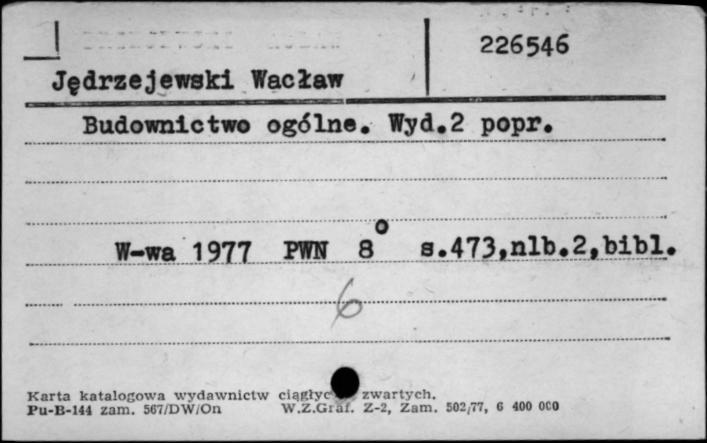 226546
Jędrzejewski Wacław
Budownictwo ogólne. Wyd.2 popr.
W-wa 1977 PWN 8° s.473,nlb.2,bibl.
6
Karta katalogowa wydawnictw zwartych.
Pu-B-144 zam. 567/DW/On W.Z.Graf. Z-2, Zam. 502/77, 6 400 000